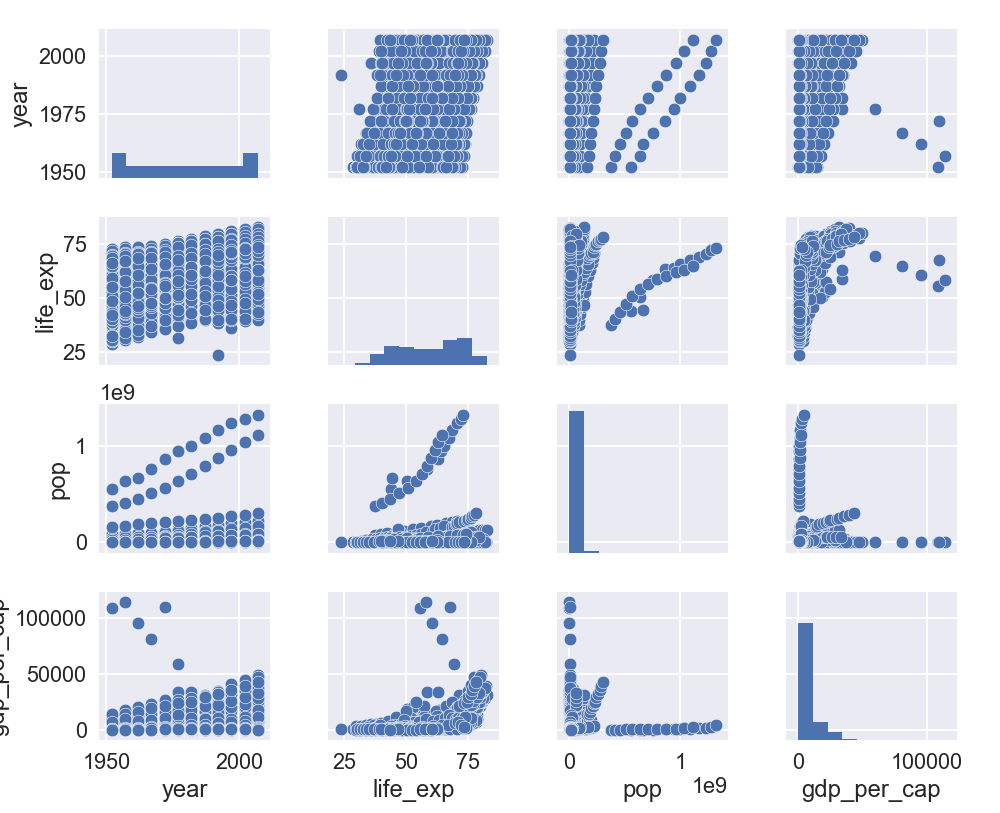 2000
1975
1950
year
75
50
25
life_exp
1e9
1
0
pop
100000
50000
0
gdp_per_cap
1950 2000
25 50 75
0 1
0 100000
1e9
year life_exp pop gdp_per_cap